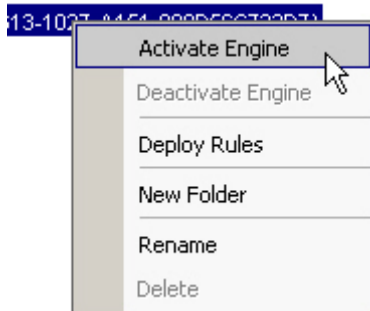 Activate Engine
Deactivate Engine
Deploy Rules
New Folder
Rename
Delete